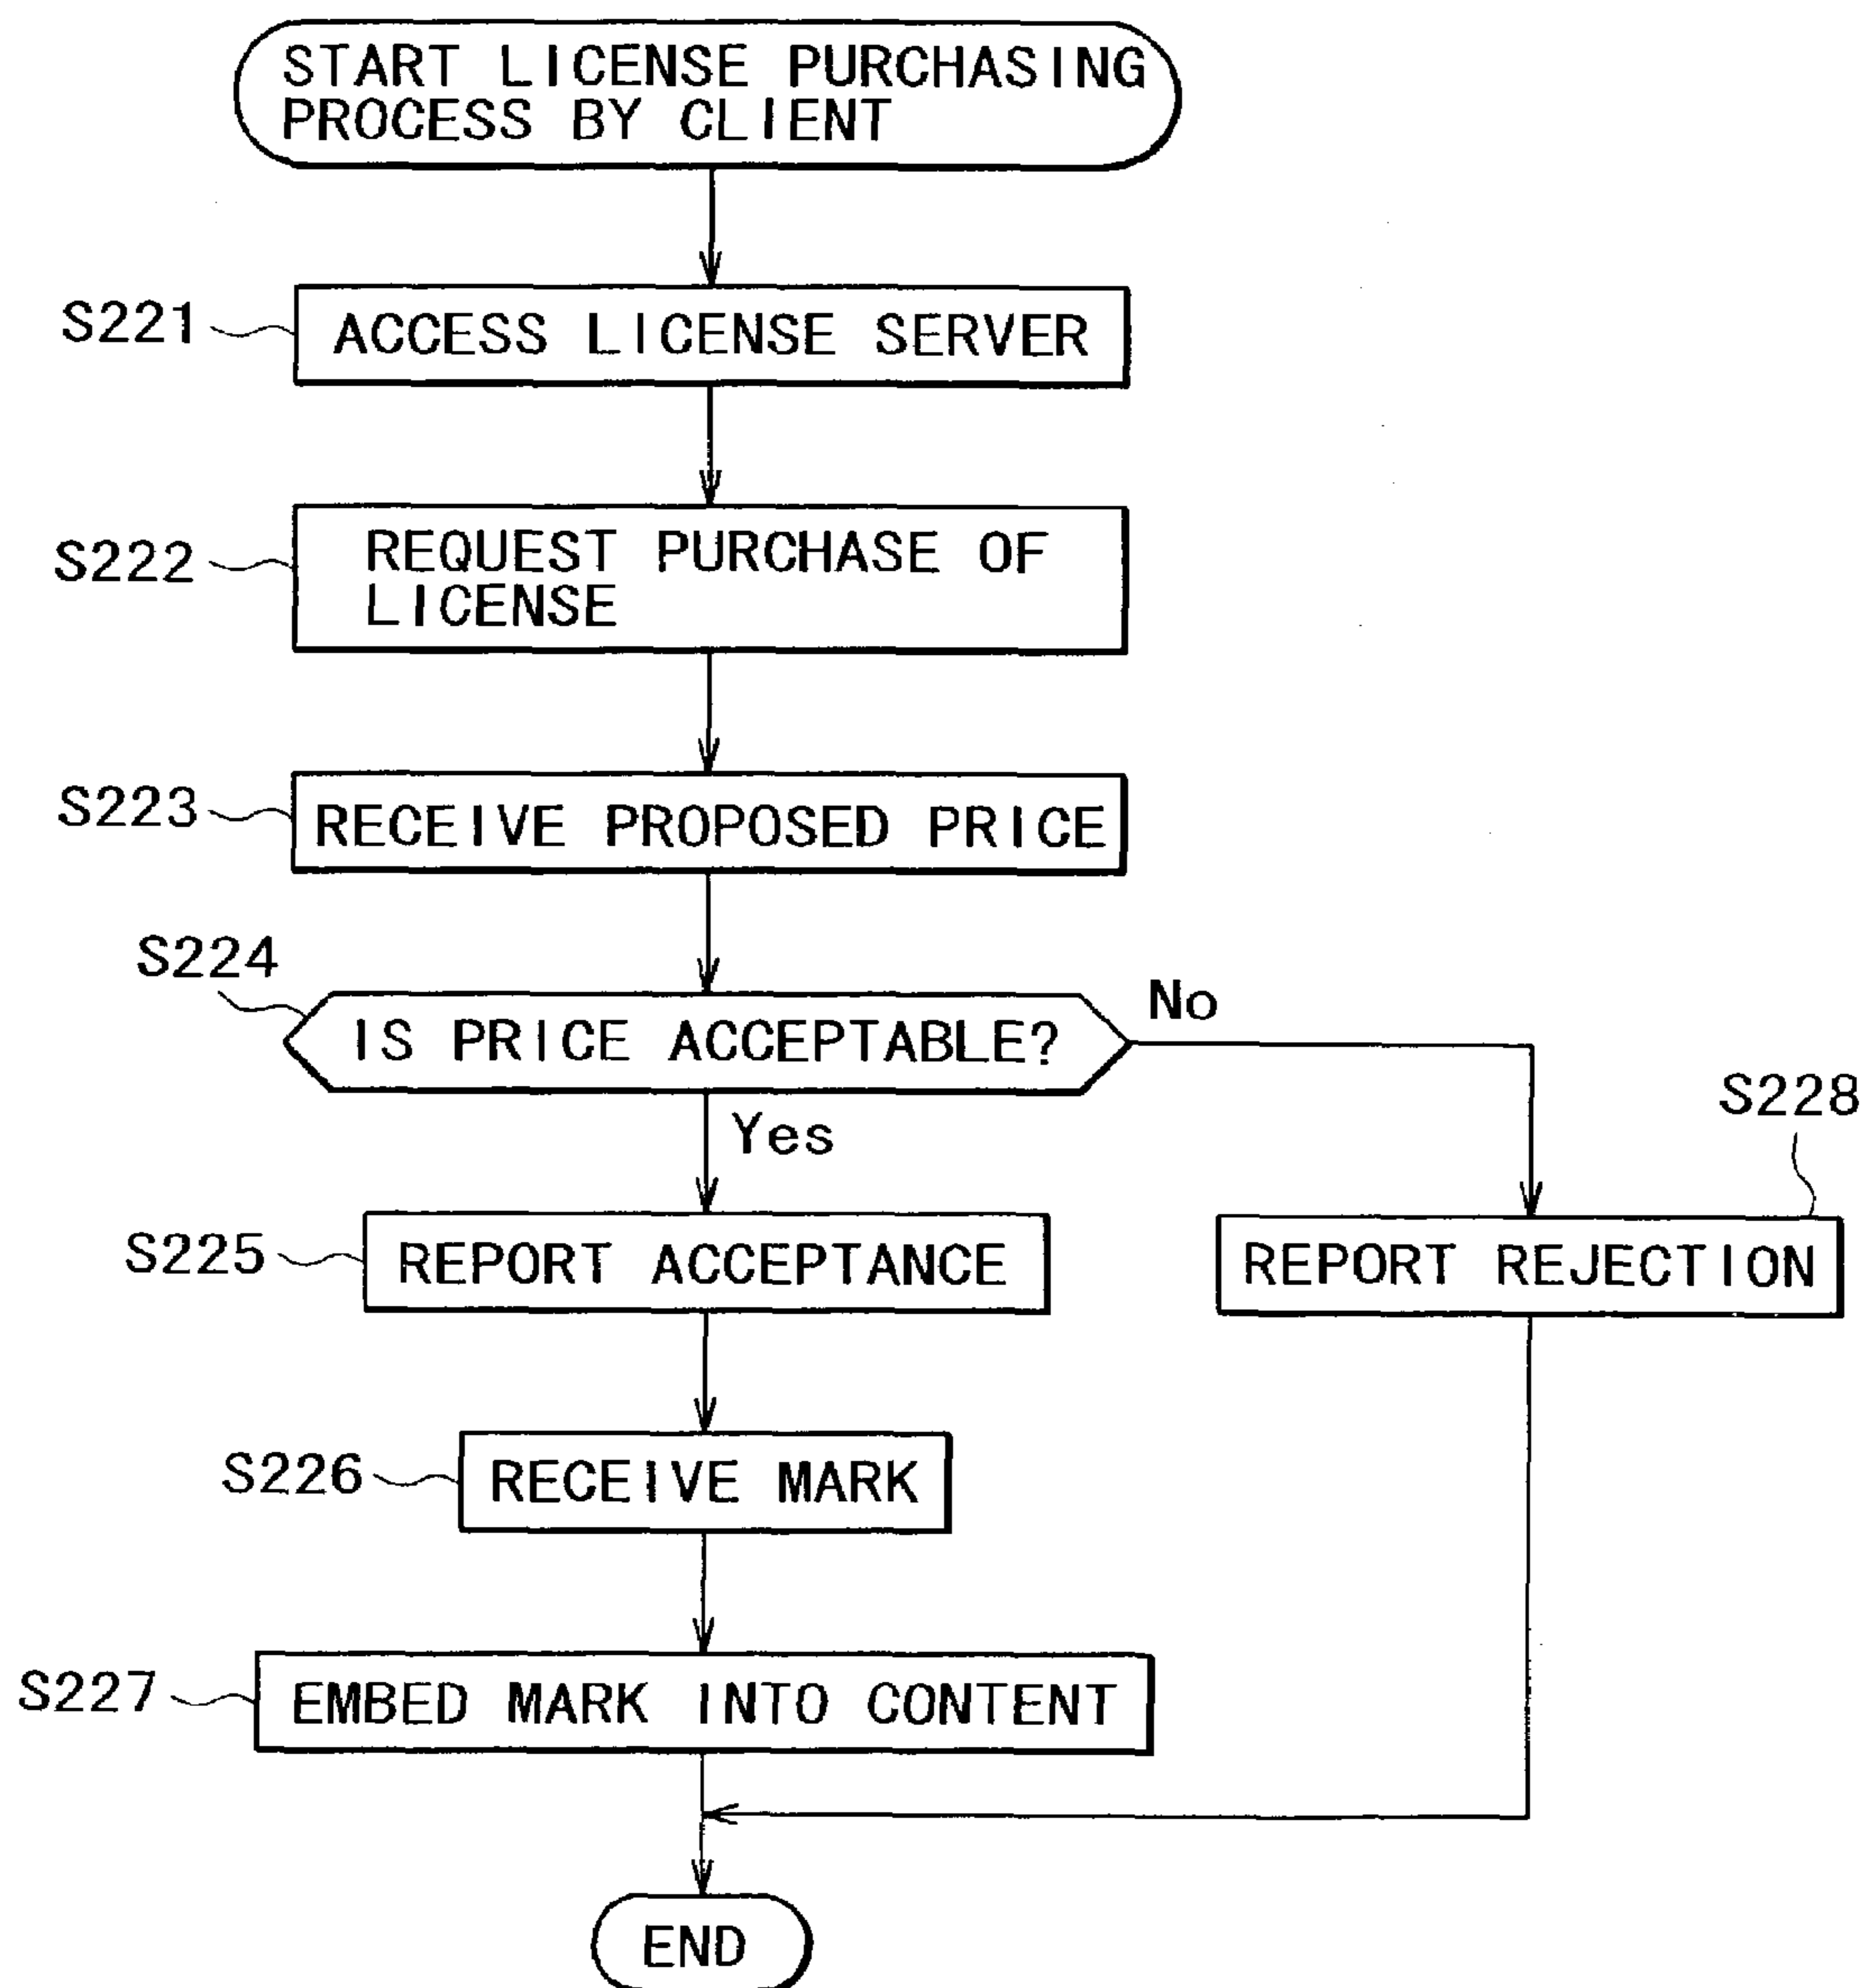 START LICENSE PURCHASING
PROCESS BY CLIENT
S221
ACCESS LICENSE SERVER
S222
REQUEST PURCHASE OF
LICENSE
S223
RECEIVE PROPOSED PRICE
S224
IS PRICE ACCEPTABLE?
No
Yes
S228
S225
REPORT ACCEPTANCE
REPORT REJECTION
S226
RECEIVE MARK
S227
EMBED MARK INTO CONTENT
END